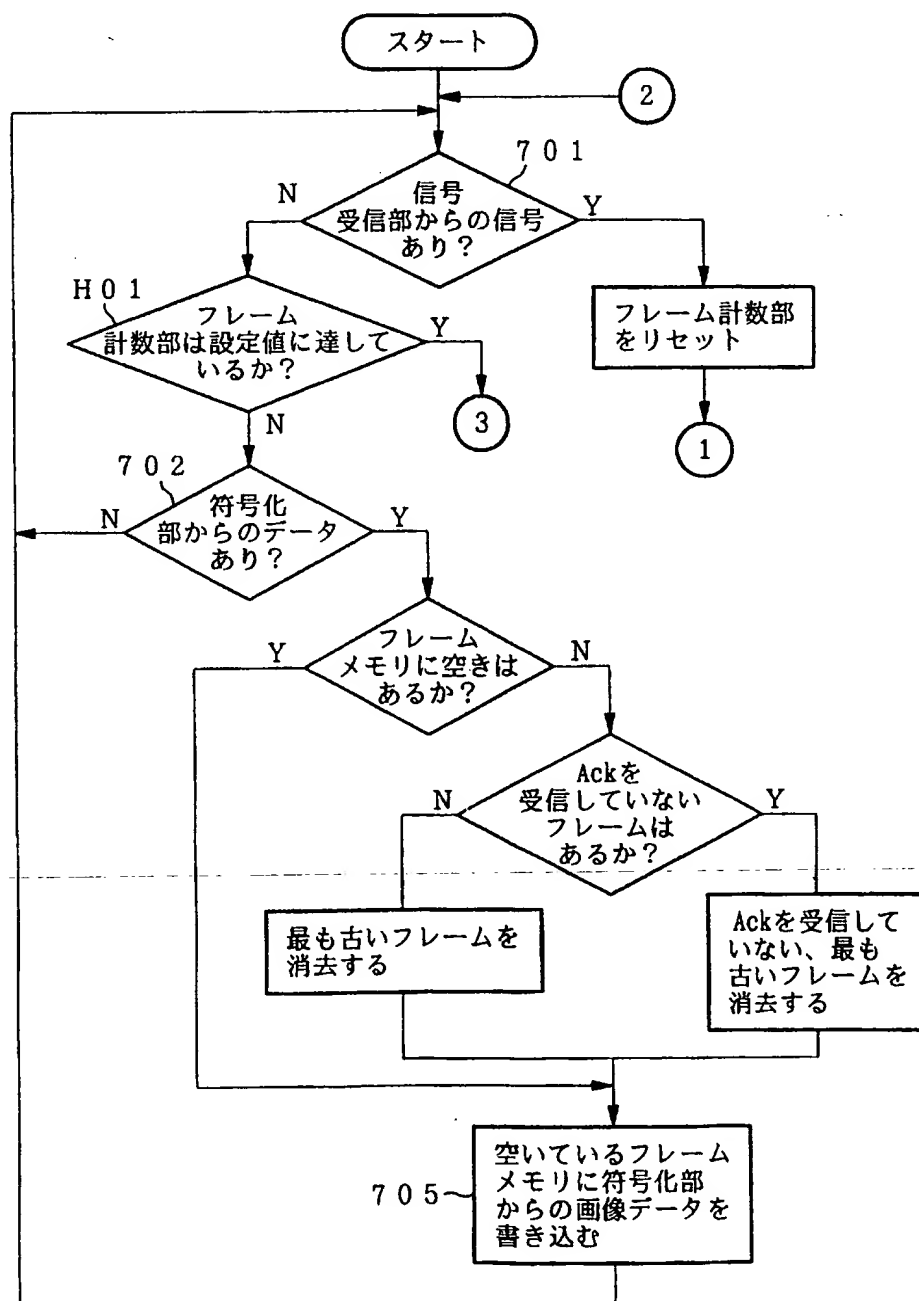 スタート
2
701
信号
受信部からの信号
あり?
N
Y
H01
フレーム
計数部は設定値に達して
いるか?
Y
N
フレーム計数部
をリセット
3
1
702
符号化
部からのデータ
あり?
N
Y
フレーム
メモリに空きは
あるか?
Y
N
Ackを
受信していない
フレームは
あるか?
N
Y
最も古いフレームを
消去する
Ackを受信して
いない、最も
古いフレームを
消去する
705
空いているフレーム
メモリに符号化部
からの画像データを
書き込む